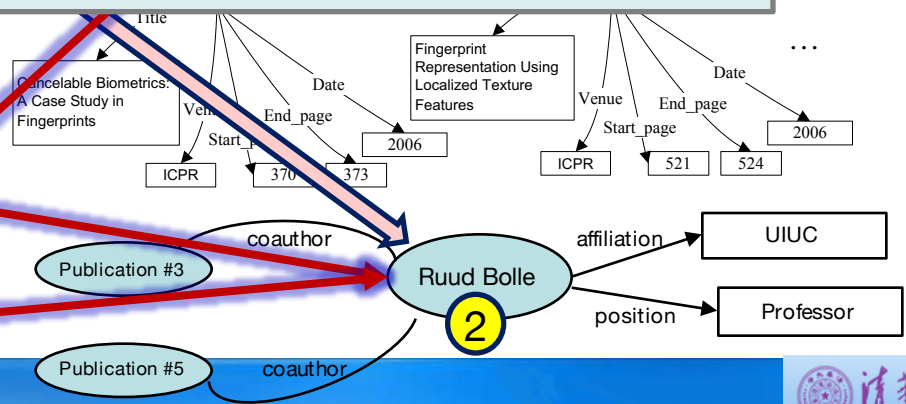 Title
Cancelable Biometrics:
A Case Study in
Fingerprints
Date
End_page
2006
ICPR
370
373
Fingerprint
Representation Using
Localized Texture
Features
...
Date
Venue
End_page
Start_page
2006
ICPR
521
524
coauthor
Publication #3
Ruud Bolle
2
affiliation
UIUC
position
Professor
Publication #5
coauthor